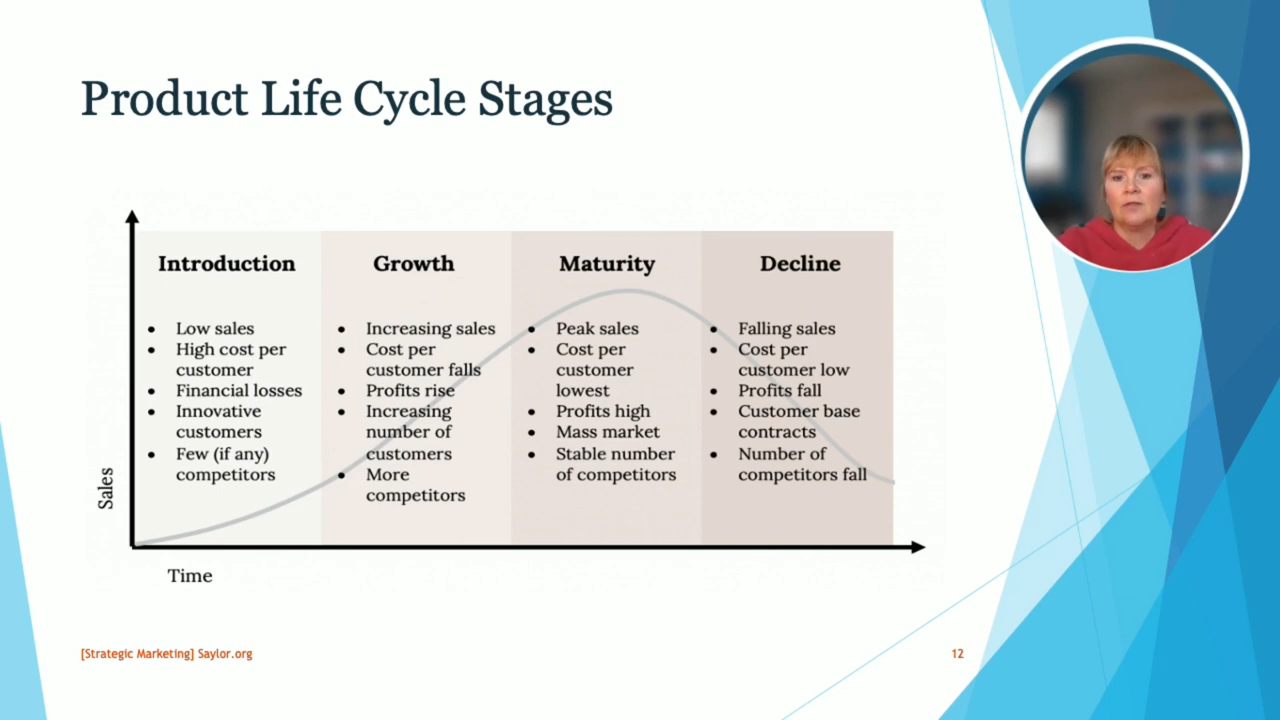 Product Life Cycle Stages
Introduction
Low sales
High cost per
customer
Financial losses
Innovative
customers
Few (if any)
competitors
Growth
Increasing sales
Cost per
customer falls
Profits rise
Increasing
number of
customers
More
competitors
Maturity
Peak sales
Cost per
customer
lowest
Profits high
Mass market
Stable number
of competitors
Decline
Falling sales
Cost per
customer low
Profits fall
Customer base
contracts
Number of
competitors fall
Sales
Time
[Strategic Marketing] Saylor.org
12